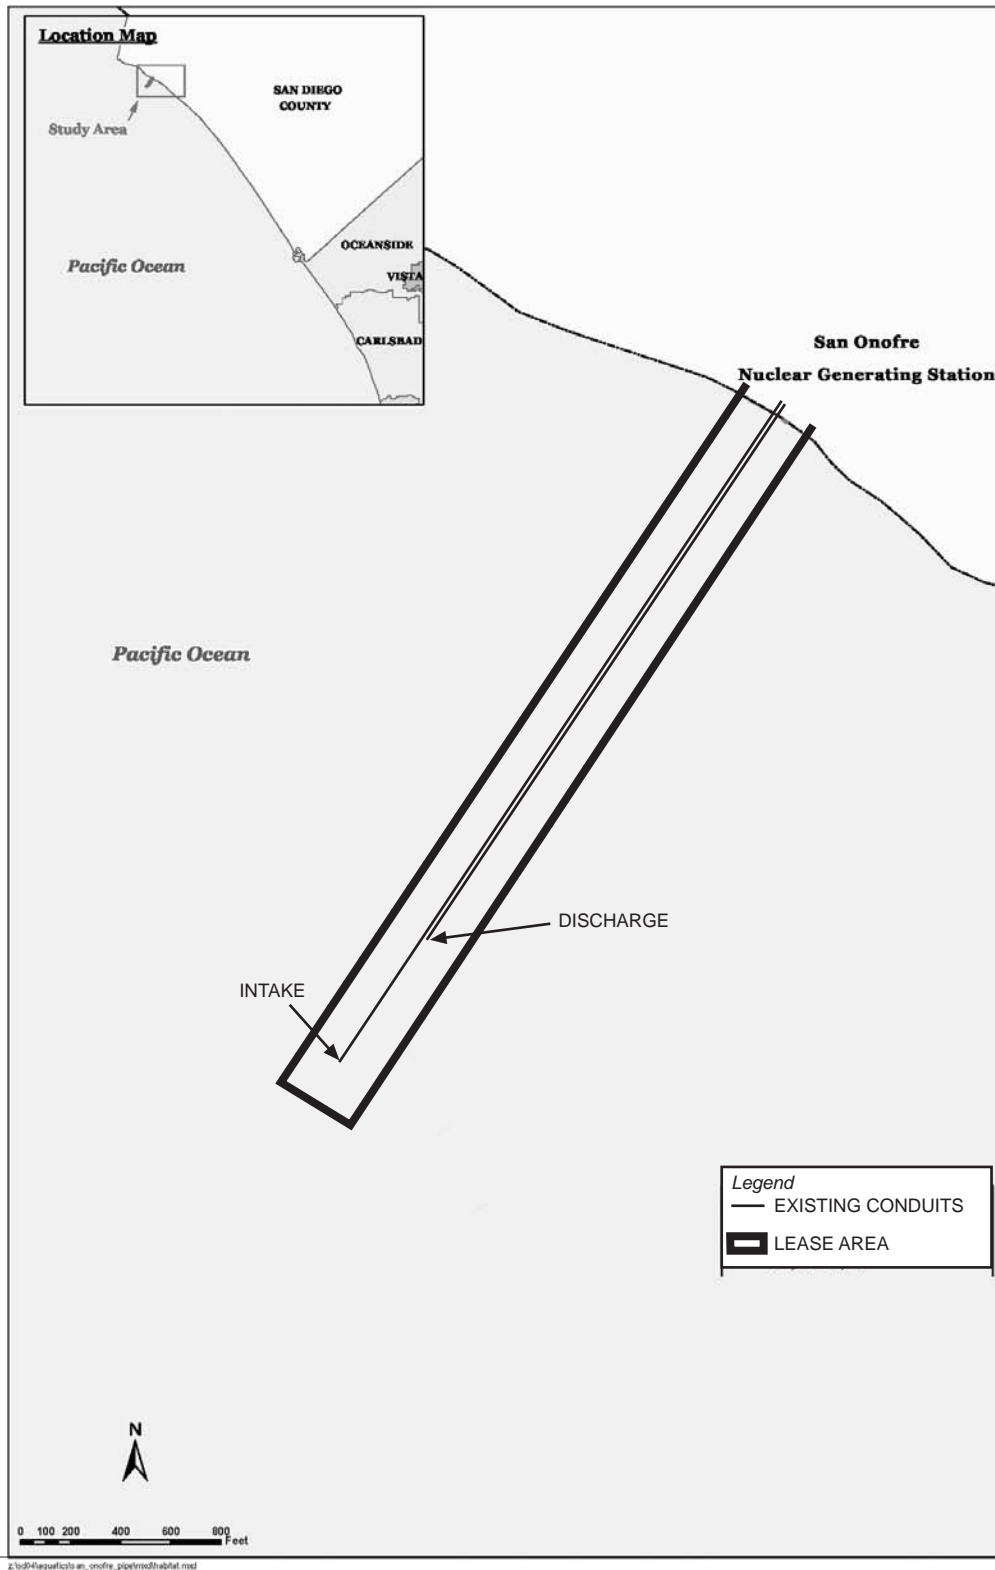 Location Map
SAN DIEGO
COUNTY
Study Area
Pacific Ocean
OCEANSIDE
VISTA
CARLSBAD
San Onofre
Nuclear Generating Station
Pacific Ocean
DISCHARGE
INTAKE
Legend
EXISTING CONDUITS
LEASE AREA
N
0 100 200 400 600 800
Feet